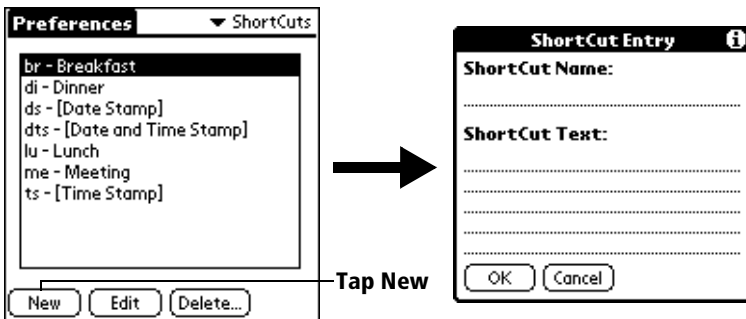 Preferences
ShortCuts
br - Breakfast
di - Dinner
ds - [Date Stamp]
dts - [Date and Time Stamp]
lu - Lunch
me - Meeting
ts - [Time Stamp]
New
Edit
Delete...
Tap New
ShortCut Entry
i
ShortCut Name:
ShortCut Text:
OK
Cancel